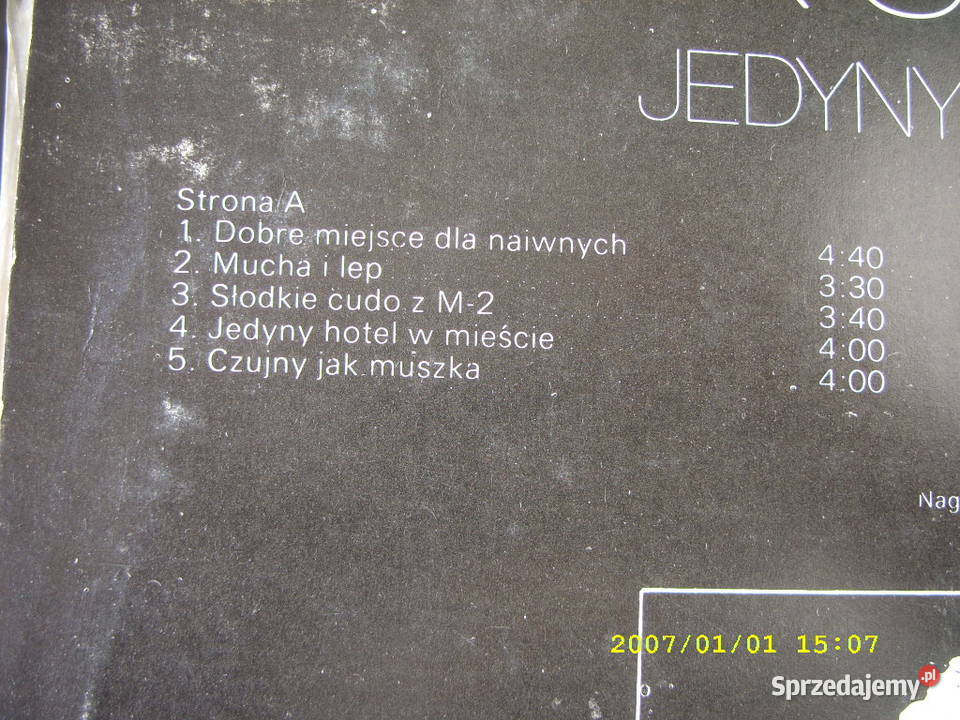 JEDYNY
Strona A
1. Dobre miejsce dla naiwnych 4:40
2. Mucha i lep 3:30
3. Słodkie cudo z M-2 3:40
4. Jedyny hotel w mieście 4:00
5. Czujny jak muszka 4:00
Nag
2007/01/01 15:07
Sprzedajemy.pl